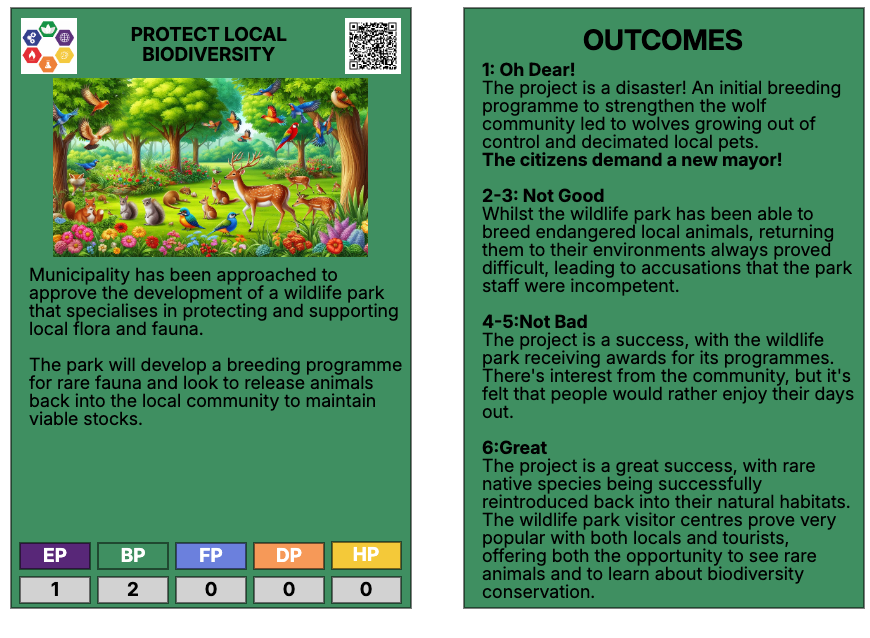 PROTECT LOCAL
BIODIVERSITY
Municipality has been approached to
approve the development of a wildlife park
that specialises in protecting and supporting
local flora and fauna.
The park will develop a breeding programme
for rare fauna and look to release animals
back into the local community to maintain
viable stocks.
EP BP FP DP HP
1 2 0 0 0
OUTCOMES
1: Oh Dear!
The project is a disaster! An initial breeding
programme to strengthen the wolf
community led to wolves growing out of
control and decimated local pets.
The citizens demand a new mayor!
2-3: Not Good
Whilst the wildlife park has been able to
breed endangered local animals, returning
them to their environments always proved
difficult, leading to accusations that the park
staff were incompetent.
4-5:Not Bad
The project is a success, with the wildlife
park receiving awards for its programmes.
There's interest from the community, but it's
felt that people would rather enjoy their days
out.
6:Great
The project is a great success, with rare
native species being successfully
reintroduced back into their natural habitats.
The wildlife park visitor centres prove very
popular with both locals and tourists,
offering both the opportunity to see rare
animals and to learn about biodiversity
conservation.